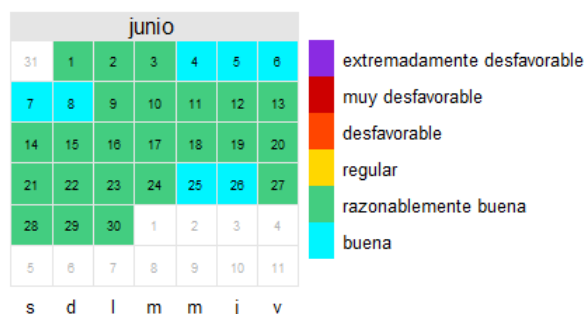 junio
31 1 2 3 4 5 6
7 8 9 10 11 12 13
14 15 16 17 18 19 20
21 22 23 24 25 26 27
28 29 30 1 2 3 4
5 6 7 8 9 10 11
s d l m m j v
extremadamente desfavorable
muy desfavorable
desfavorable
regular
razonablemente buena
buena